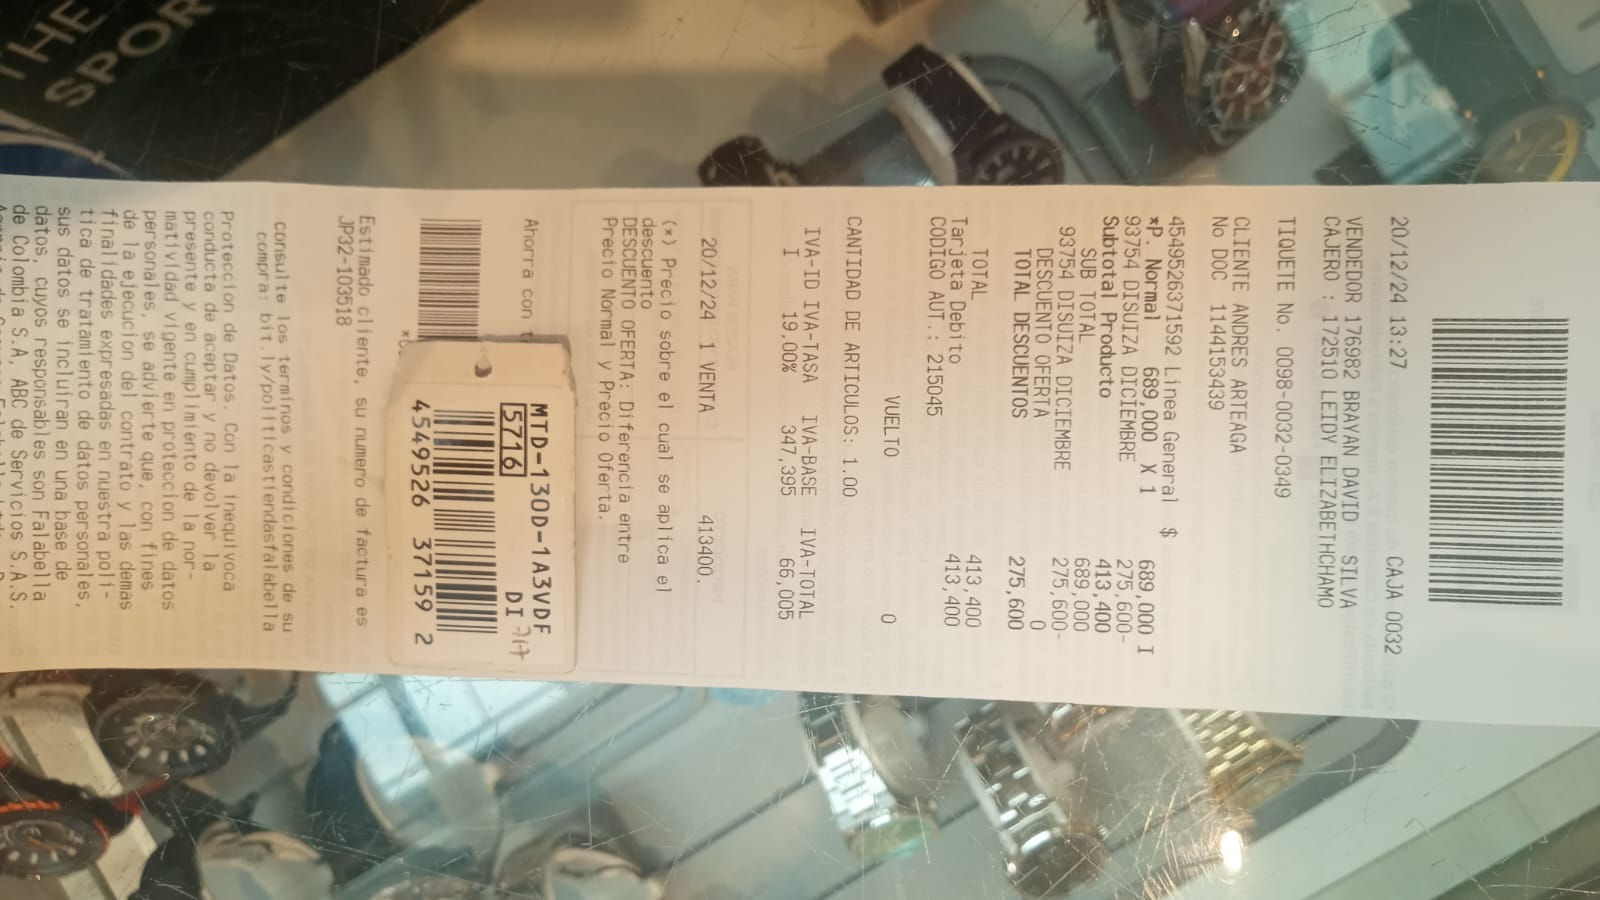 THE
SPOR
20/12/24 13:27 CAJA 0032
VENDEDOR 176982 BRAYAN DAVID SILVA
CAJERO : 172510 LEIDY ELIZABETHCHAMO
TIQUETE No. 0098-0032-0349
CLIENTE ANDRES ARTEAGA
No DOC 1144153439
4549526371592 Linea General $ 689,000 I
*P. Normal 689,000 X 1
93754 DISUIZA DICIEMBRE 275,600-
Subtotal Producto 413,400
SUB TOTAL 689,000
93754 DISUIZA DICIEMBRE 275,600-
DESCUENTO OFERTA 0
TOTAL DESCUENTOS 275,600
TOTAL 413,400
Tarjeta Debito 413,400
CODIGO AUT.: 215045
VUELTO 0
CANTIDAD DE ARTICULOS: 1.00
IVA-ID IVA-TASA IVA-BASE IVA-TOTAL
I 19.00% 347,395 66,005
20/12/24 1 VENTA 413400.
(*) Precio sobre el cual se aplica el
descuento
DESCUENTO OFERTA: Diferencia entre
Precio Normal y Precio Oferta.
Ahorra con
MTD-130D-1A3VDF
5716 DI
4549526 37159 2
Estimado cliente, su numero de factura es
JP32-103518
consulte los terminos y condiciones de su
compra: bit.ly/politicastiendasfalabella
Proteccion de Datos. Con la inequivoca
conducta de aceptar y no devolver la
presente y en cumplimiento de la nor-
matividad vigente en proteccion de datos
personales, se advierte que, con fines
de la ejecucion del contrato y las demas
finalidades expresadas en nuestra poli-
tica de tratamiento de datos personales,
sus datos se incluiran en una base de
datos, cuyos responsables son Falabella
de Colombia S.A. ABC de Servicios S.A.S.